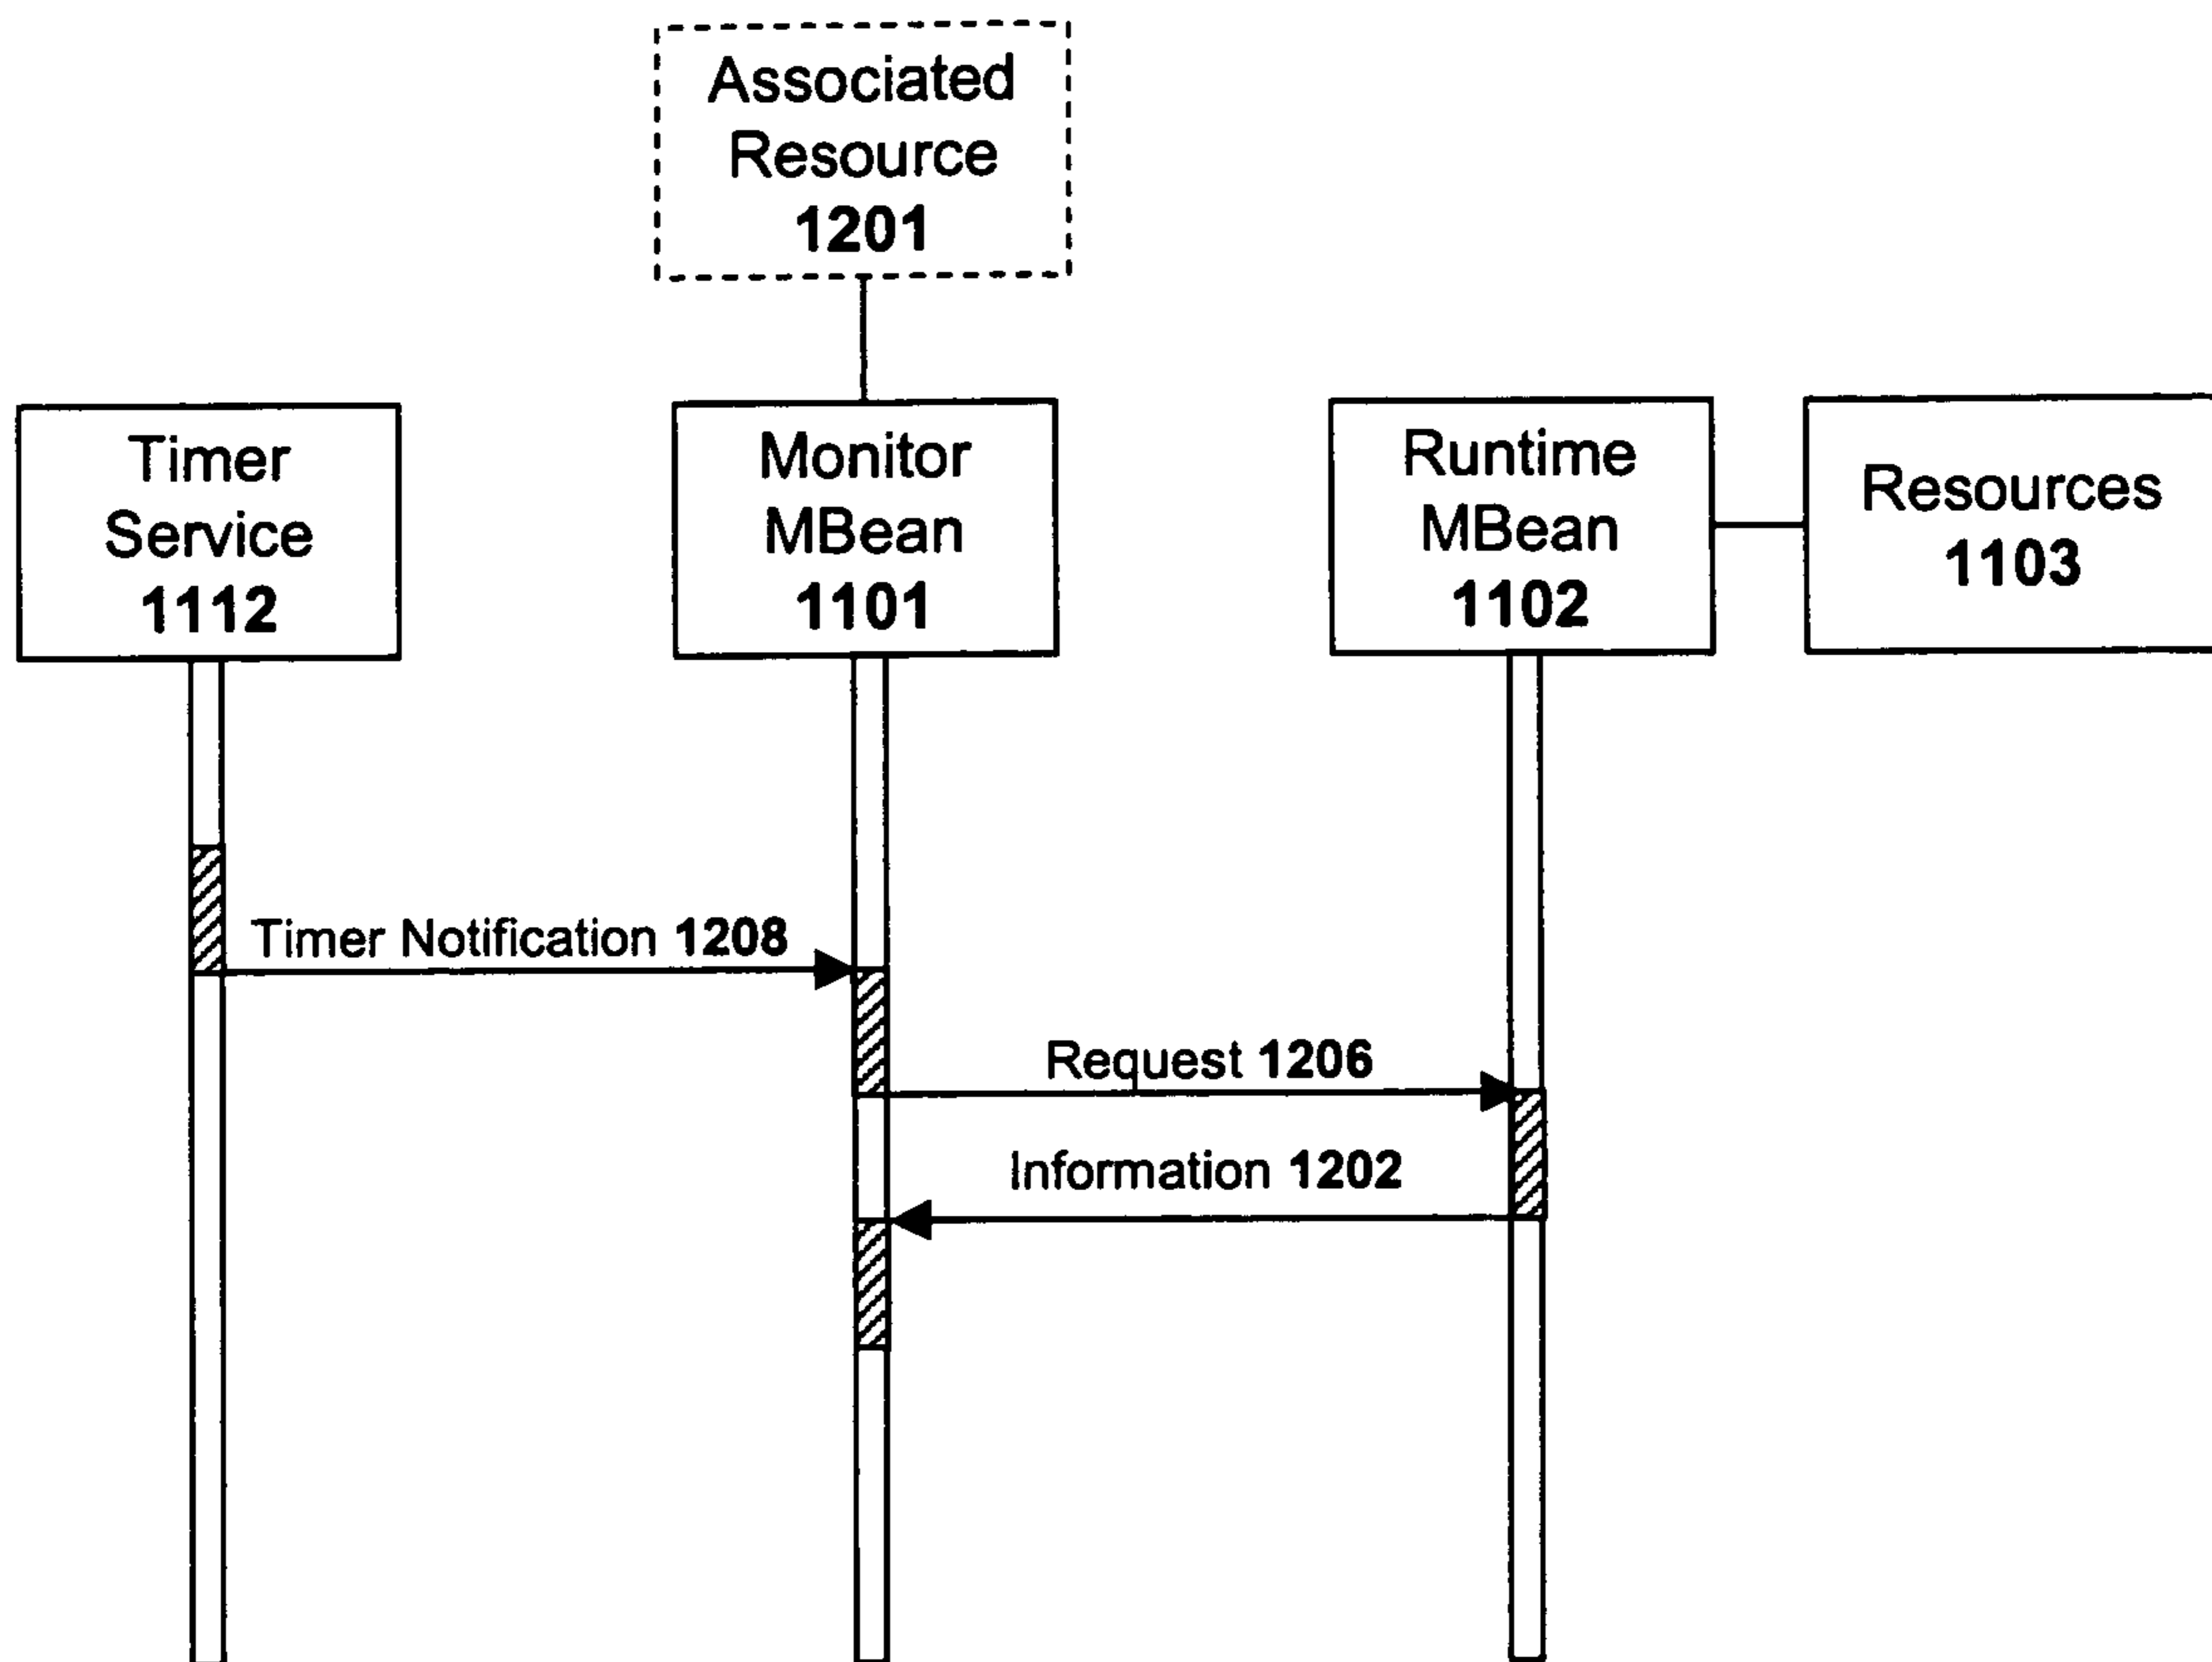 Associated
Resource
1201
Timer
Service
1112
Monitor
MBean
1101
Runtime
MBean
1102
Resources
1103
Timer Notification 1208
Request 1206
Information 1202